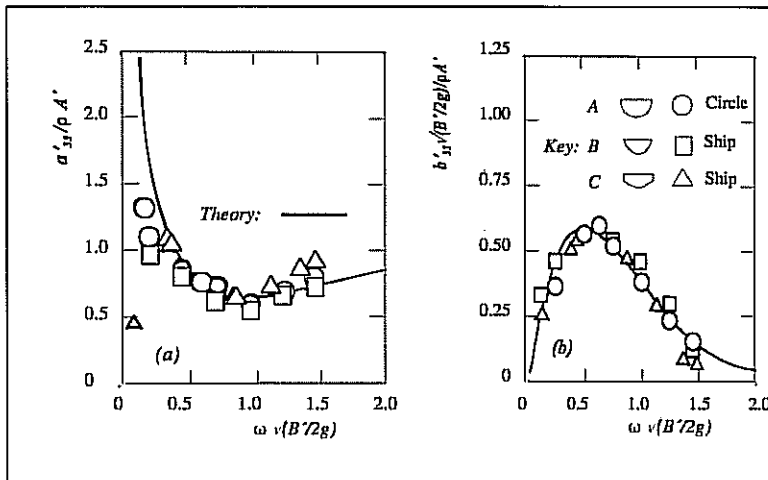 2.5
2.0
1.5
1.0
0.5
0
a'₃₃/ρ A'
Theory:
(a)
0 0.5 1.0 1.5 2.0
ω √(B'/2g)
1.25
1.00
0.75
0.50
0.25
0
b'₃₃√(B'/2g)/ρA'
A Circle
Key: B Ship
C Ship
(b)
0 0.5 1.0 1.5 2.0
ω √(B'/2g)